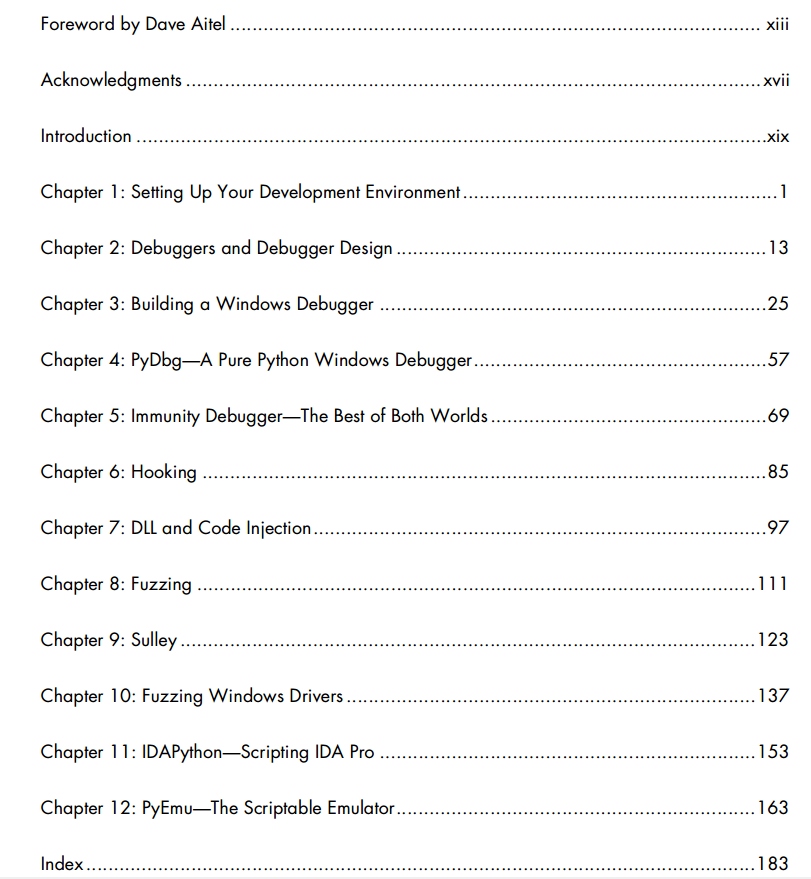 Foreword by Dave Aitel ..... xiii
Acknowledgments ..... xvii
Introduction ..... xix
Chapter 1: Setting Up Your Development Environment ..... 1
Chapter 2: Debuggers and Debugger Design ..... 13
Chapter 3: Building a Windows Debugger ..... 25
Chapter 4: PyDbg—A Pure Python Windows Debugger ..... 57
Chapter 5: Immunity Debugger—The Best of Both Worlds ..... 69
Chapter 6: Hooking ..... 85
Chapter 7: DLL and Code Injection ..... 97
Chapter 8: Fuzzing ..... 111
Chapter 9: Sulley ..... 123
Chapter 10: Fuzzing Windows Drivers ..... 137
Chapter 11: IDAPython—Scripting IDA Pro ..... 153
Chapter 12: PyEmu—The Scriptable Emulator ..... 163
Index ..... 183